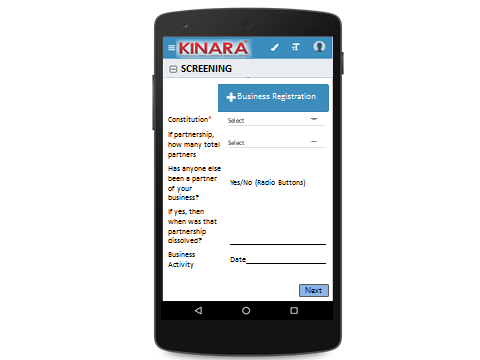 KINARA
SCREENING
Business Registration
Constitution*
Select
If partnership,
how many total
partners
Select
Has anyone else
been a partner
of your
business?
Yes/No (Radio Buttons)
If yes, then
when was that
partnership
dissolved?
Business
Activity
Date
Next